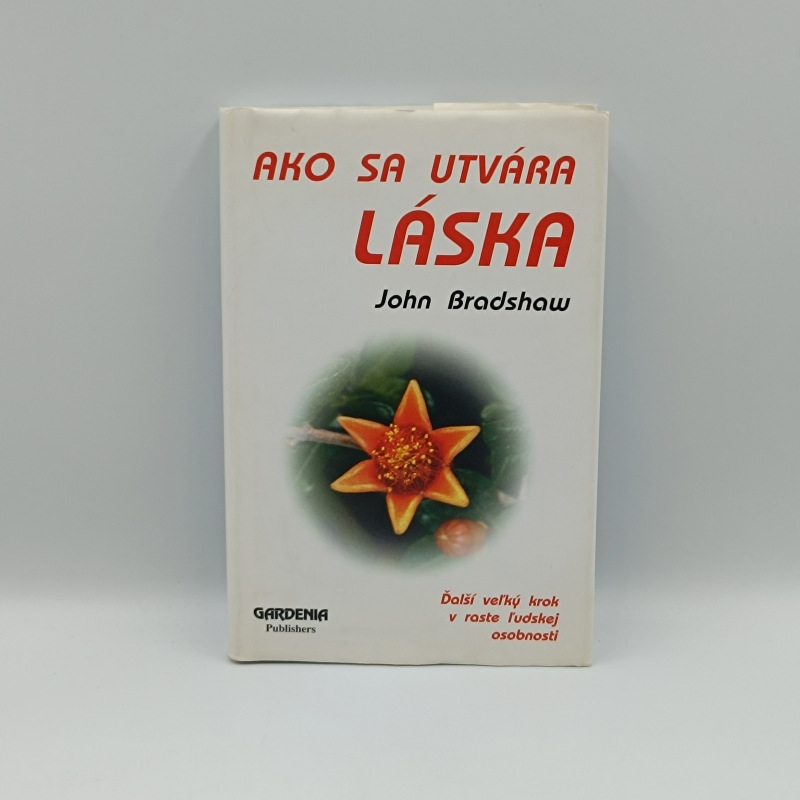 AKO SA UTVÁRA
LÁSKA
John Bradshaw
GARDENIA
Publishers
Ďalší veľký krok
v raste ľudskej
osobnosti